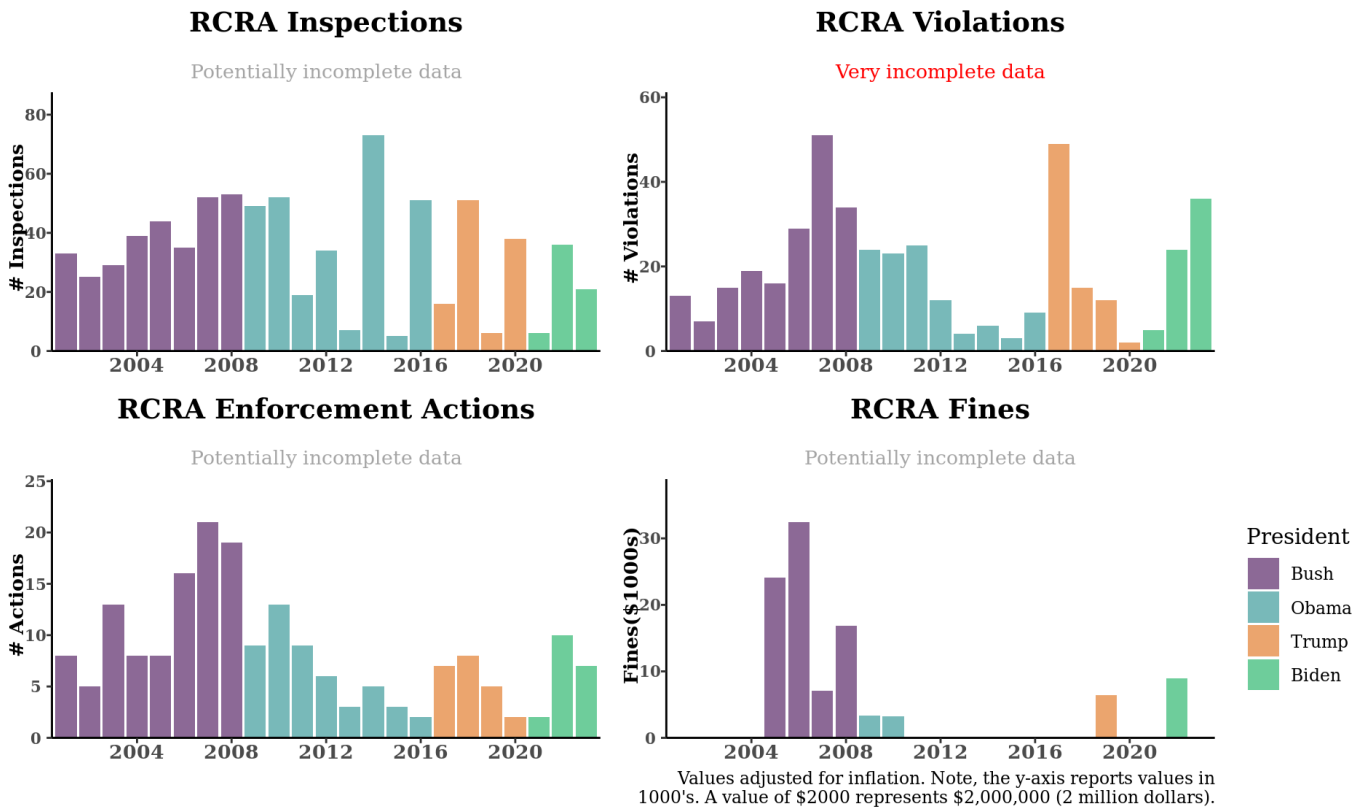 RCRA Inspections
Potentially incomplete data
# Inspections
80
60
40
20
0
2004 2008 2012 2016 2020
RCRA Violations
Very incomplete data
# Violations
60
40
20
0
2004 2008 2012 2016 2020
RCRA Enforcement Actions
Potentially incomplete data
# Actions
25
20
15
10
5
0
2004 2008 2012 2016 2020
RCRA Fines
Potentially incomplete data
Fines($1000s)
30
20
10
0
2004 2008 2012 2016 2020
President
Bush
Obama
Trump
Biden
Values adjusted for inflation. Note, the y-axis reports values in
1000's. A value of $2000 represents $2,000,000 (2 million dollars).